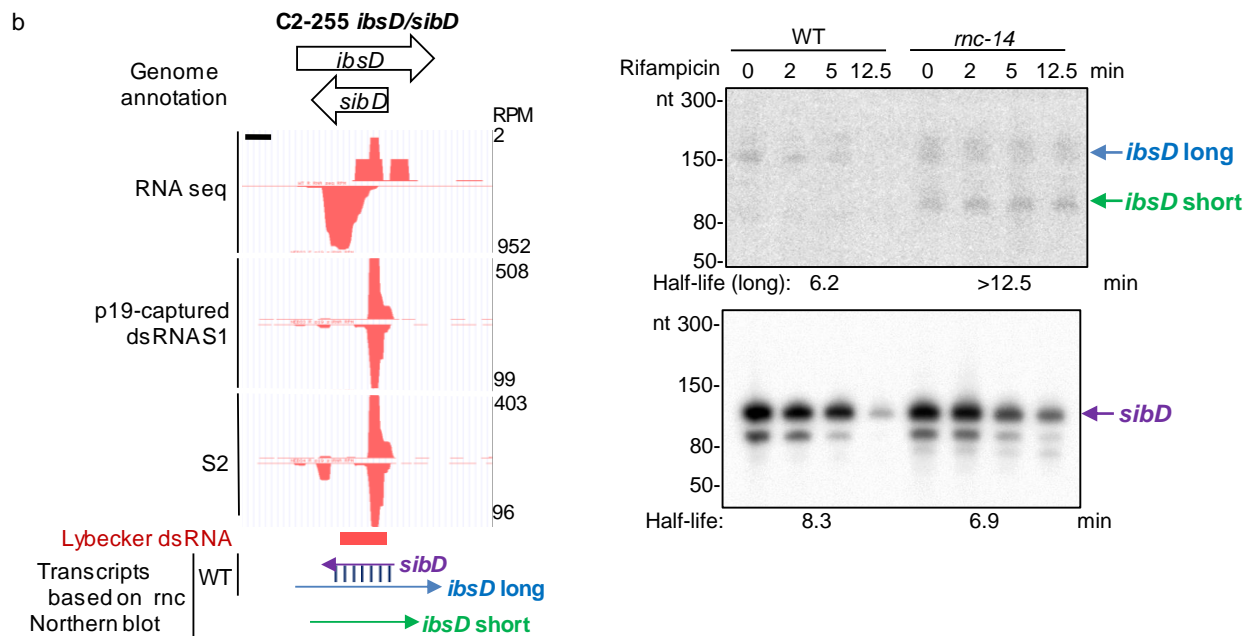 b
C2-255 ibsD/sibD
Genome
annotation
ibsD
sibD
RPM
2
RNA seq
952
508
p19-captured
dsRNAS1
99
403
S2
96
Lybecker dsRNA
Transcripts
based on
Northern blot
WT
rnc
sibD
ibsD long
ibsD short
WT
rnc-14
Rifampicin 0 2 5 12.5 0 2 5 12.5 min
nt 300-
150-
80-
50-
ibsD long
ibsD short
Half-life (long): 6.2 >12.5 min
nt 300-
150-
80-
50-
sibD
Half-life: 8.3 6.9 min